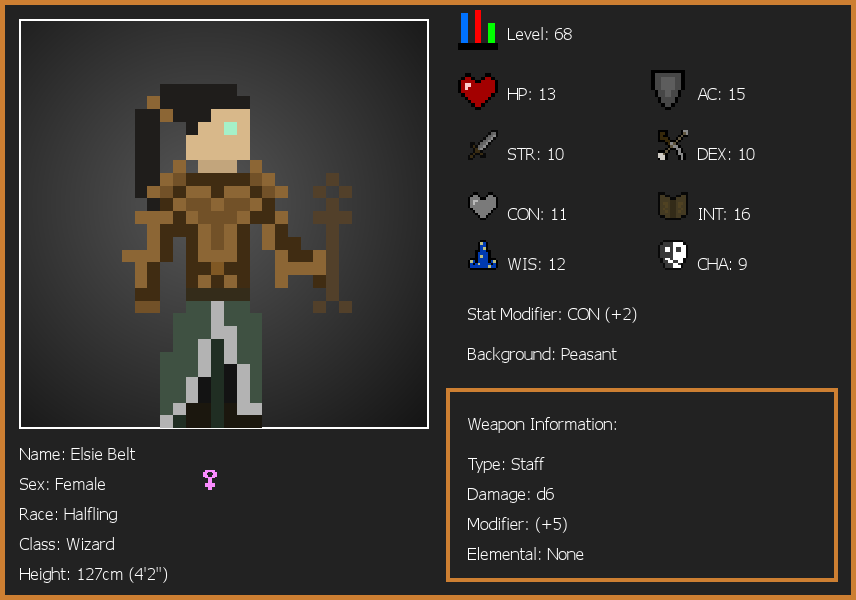 Level: 68
HP: 13
AC: 15
STR: 10
DEX: 10
CON: 11
INT: 16
WIS: 12
CHA: 9
Stat Modifier: CON (+2)
Background: Peasant
Weapon Information:
Type: Staff
Damage: d6
Modifier: (+5)
Elemental: None
Name: Elsie Belt
Sex: Female
Race: Halfling
Class: Wizard
Height: 127cm (4'2")